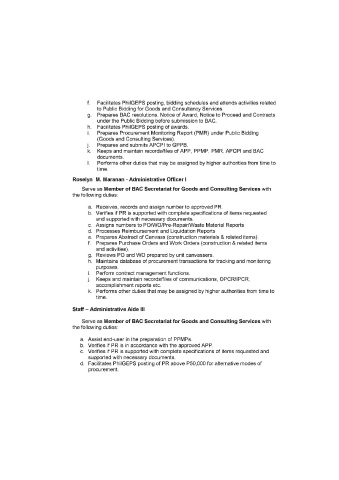 f. Facilitates PhilGEPS posting, bidding schedules and attends activities related
to Public Bidding for Goods and Consultancy Services
g. Prepares BAC resolutions, Notice of Award, Notice to Proceed and Contracts
under the Public Bidding before submission to BAC.
h. Facilitates PhilGEPS posting of awards.
i. Prepares Procurement Monitoring Report (PMR) under Public Bidding
(Goods and Consulting Services)
j. Prepares and submits APCPI to GPPB.
k. Keeps and maintain records/files of APP, PPMP, PMR, APCPI and BAC
documents.
l. Performs other duties that may be assigned by higher authorities from time to
time
Roselyn M. Maranan - Administrative Officer I
Serve as Member of BAC Secretariat for Goods and Consulting Services with
the following duties:
a. Receives, records and assign number to approved PR.
b. Verifies if PR is supported with complete specifications of items requested
and supported with necessary documents.
c. Assigns numbers to PO/WO/Pre-Repair/Waste Material Reports
d. Processes Reimbursement and Liquidation Reports
e. Prepares Abstract of Canvass (construction materials & related items).
f. Prepares Purchase Orders and Work Orders (construction & related items
and activities).
g. Reviews PO and WO prepared by unit canvassers.
h. Maintains database of procurement transactions for tracking and monitoring
purposes.
i. Perform contract management functions.
j. Keeps and maintain records/files of communications, OPCR/IPCR,
accomplishment reports etc.
k. Performs other duties that may be assigned by higher authorities from time to
time.
Staff – Administrative Aide III
Serve as Member of BAC Secretariat for Goods and Consulting Services with
the following duties:
a. Assist end-user in the preparation of PPMPs.
b. Verifies if PR is in accordance with the approved APP.
c. Verifies if PR is supported with complete specifications of items requested and
supported with necessary documents.
d. Facilitates PhilGEPS posting of PR above P50,000 for alternative modes of
procurement.